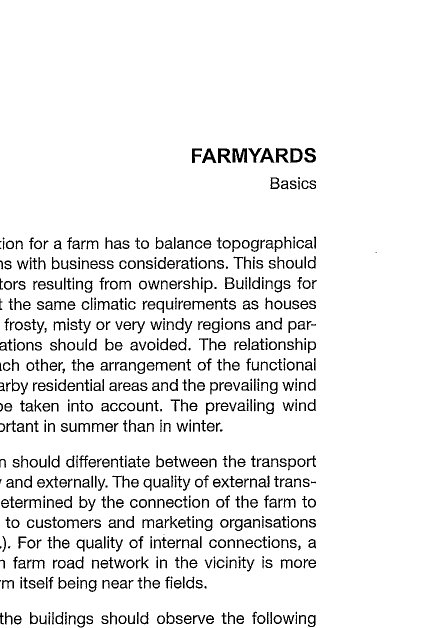 FARMYARDS
Basics
tion for a farm has to balance topographical
ns with business considerations. This should
tors resulting from ownership. Buildings for
t the same climatic requirements as houses
frosty, misty or very windy regions and par-
ations should be avoided. The relationship
ach other, the arrangement of the functional
arby residential areas and the prevailing wind
be taken into account. The prevailing wind
ortant in summer than in winter.
n should differentiate between the transport
y and externally. The quality of external trans-
etermined by the connection of the farm to
to customers and marketing organisations
.). For the quality of internal connections, a
n farm road network in the vicinity is more
rm itself being near the fields.
the buildings should observe the following